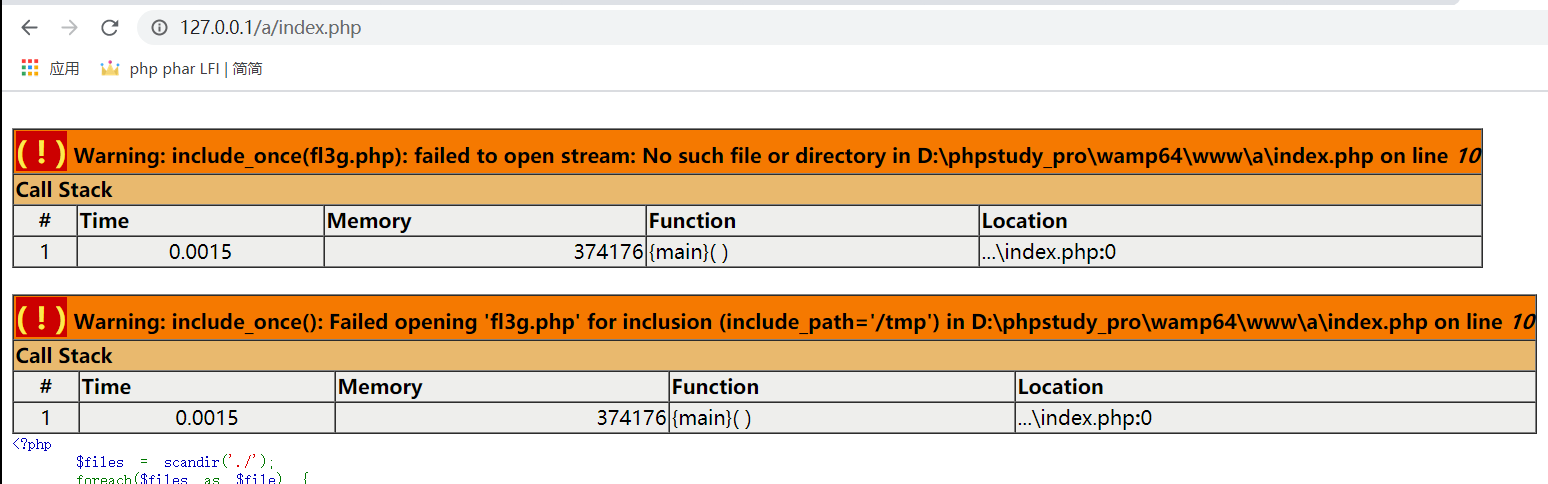 127.0.0.1/a/index.php
应用 php phar LFI | 简简
( ! ) Warning: include_once(fl3g.php): failed to open stream: No such file or directory in D:\phpstudy_pro\wamp64\www\a\index.php on line 10
Call Stack
# Time Memory Function Location
1 0.0015 374176 {main}( ) ...\index.php:0
( ! ) Warning: include_once(): Failed opening 'fl3g.php' for inclusion (include_path='/tmp') in D:\phpstudy_pro\wamp64\www\a\index.php on line 10
Call Stack
# Time Memory Function Location
1 0.0015 374176 {main}( ) ...\index.php:0
<?php
$files = scandir('./');
foreach($files as $file) {